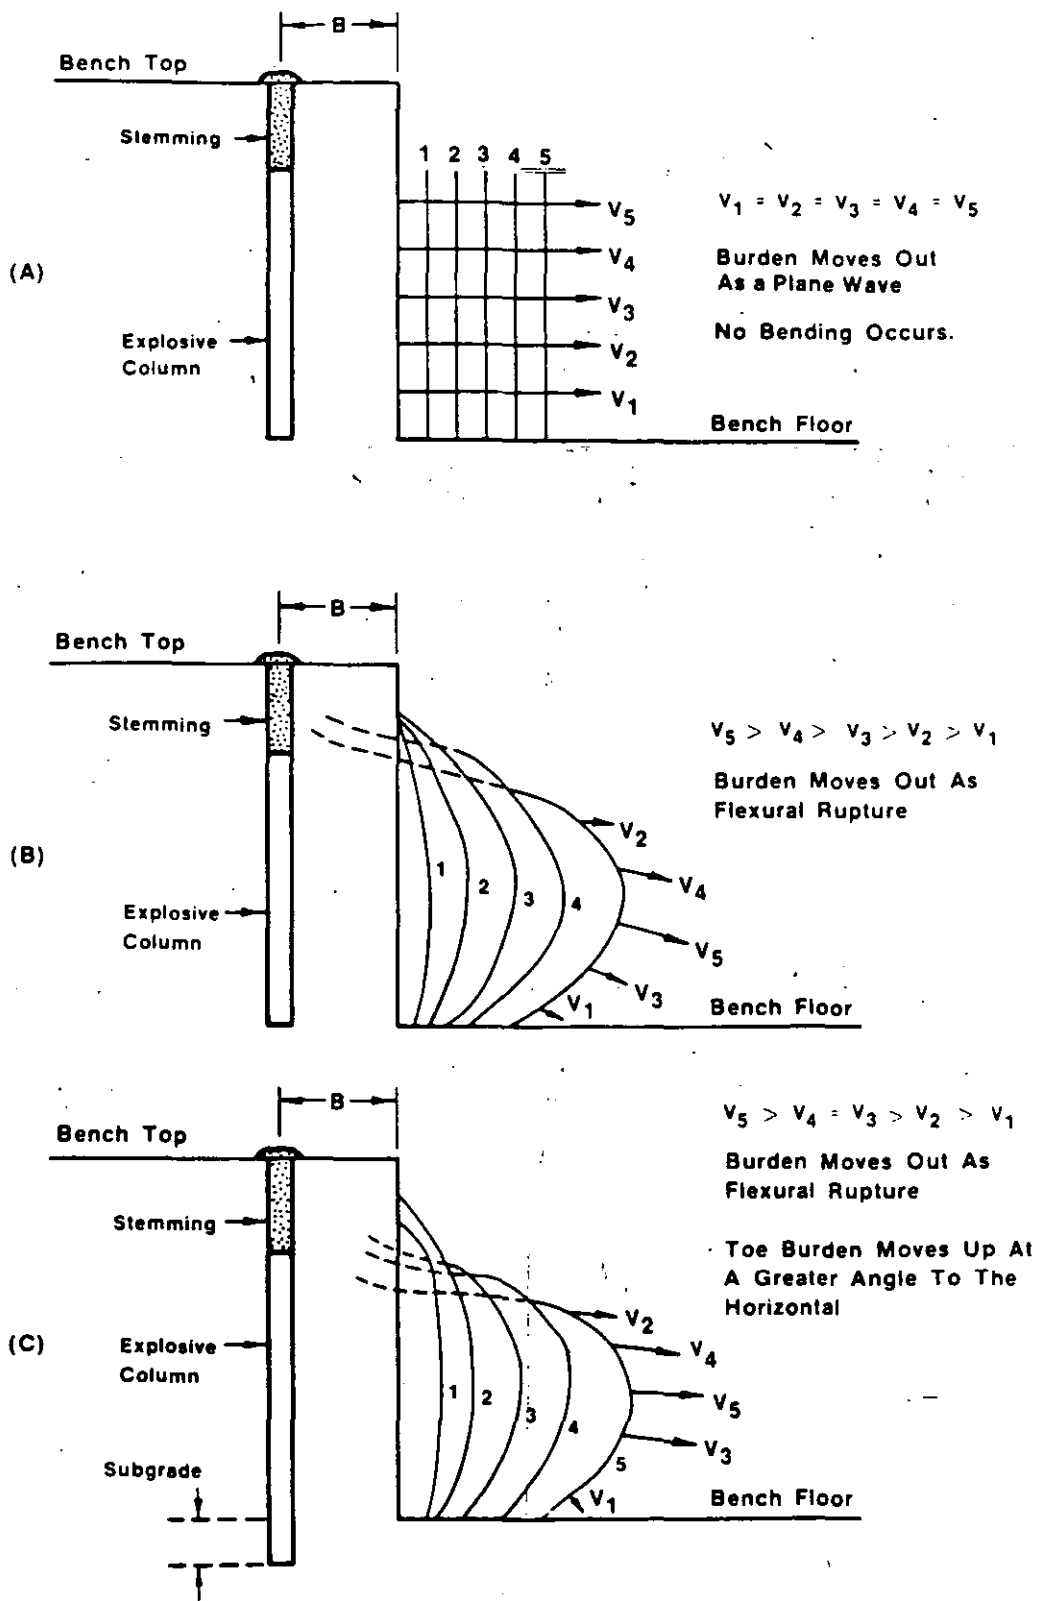 B
Bench Top
Stemming
1 2 3 4 5
V5
V1 = V2 = V3 = V4 = V5
V4
Burden Moves Out
As a Plane Wave
(A)
V3
No Bending Occurs.
Explosive
Column
V2
V1
Bench Floor
B
Bench Top
Stemming
V5 > V4 > V3 > V2 > V1
Burden Moves Out As
Flexural Rupture
V2
(B)
1 2 3 4
V4
Explosive
Column
V5
V3
V1
Bench Floor
B
V5 > V4 = V3 > V2 > V1
Bench Top
Burden Moves Out As
Flexural Rupture
Stemming
Toe Burden Moves Up At
A Greater Angle To The
Horizontal
V2
(C)
Explosive
Column
V4
1 2 3 4 5
V5
V3
Subgrade
V1
Bench Floor